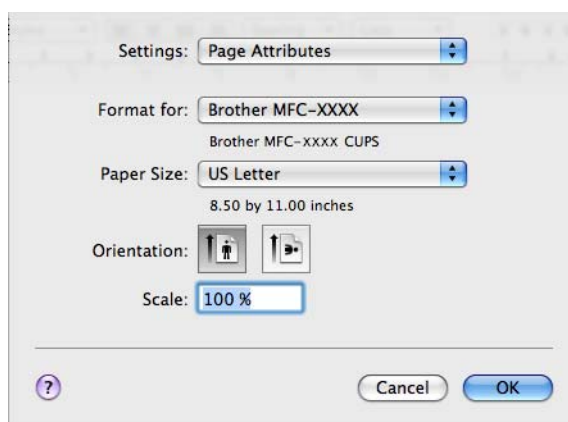 Settings: Page Attributes
Format for: Brother MFC-XXXX
Brother MFC-XXXX CUPS
Paper Size: US Letter
8.50 by 11.00 inches
Orientation:
Scale: 100 %
? Cancel OK